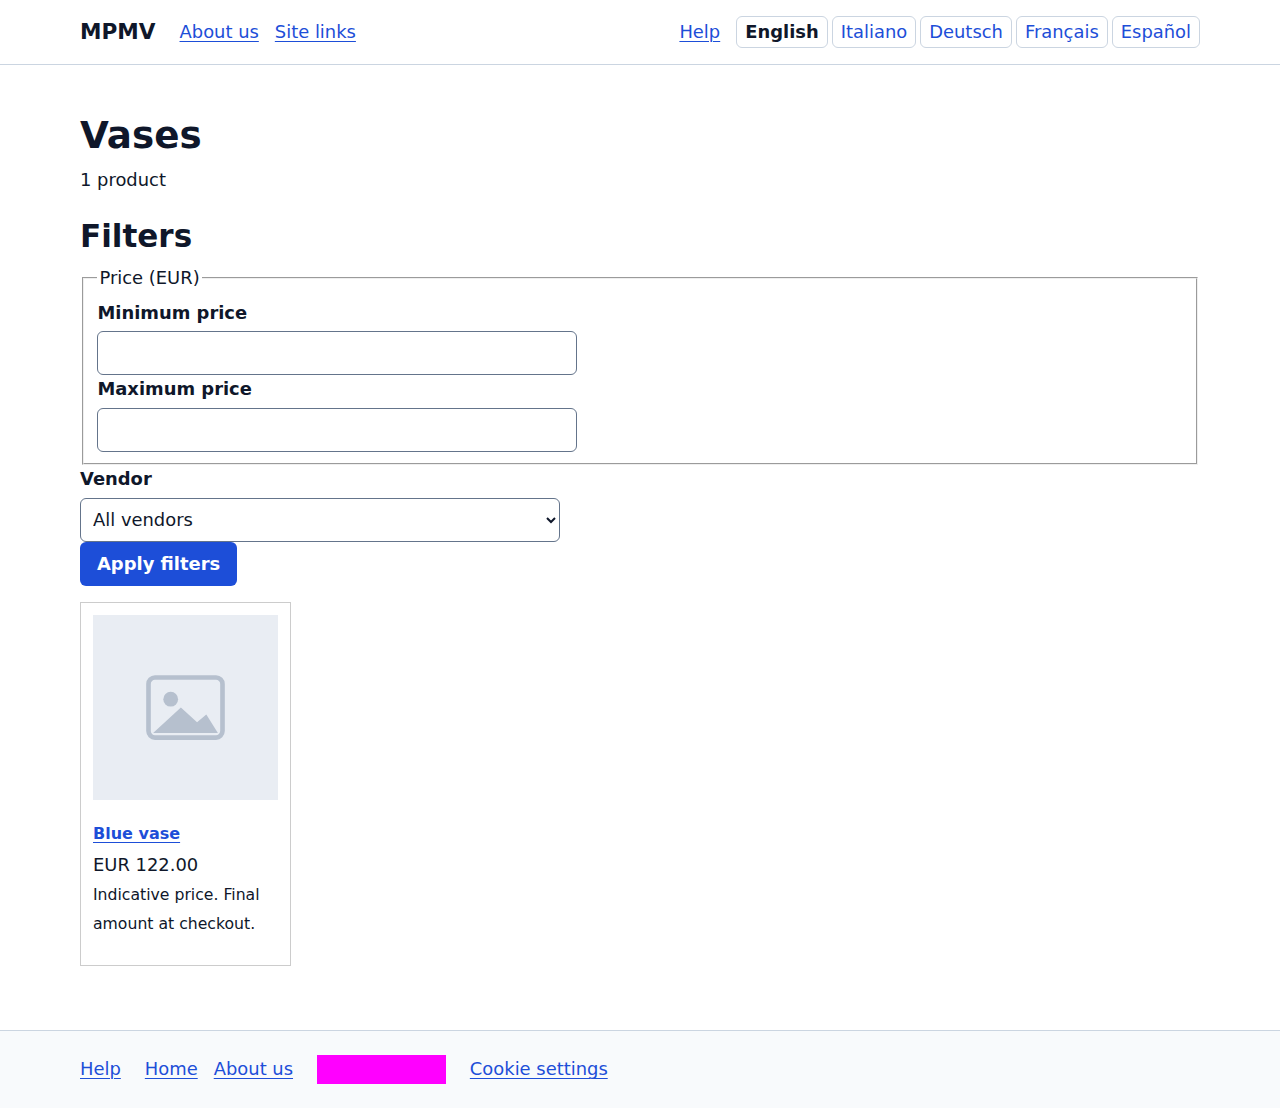 MPMV About us Site links Help English Italiano Deutsch Français Español
Vases
1 product
Filters
Price (EUR)
Minimum price
Maximum price
Vendor
All vendors
Apply filters
Blue vase
EUR 122.00
Indicative price. Final
amount at checkout.
Help Home About us Cookie settings